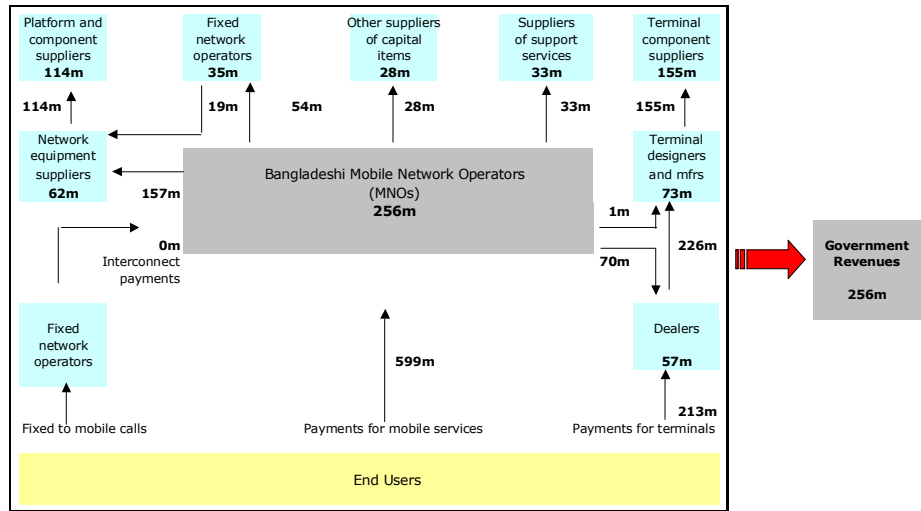 Platform and
component
suppliers
114m
Fixed
network
operators
35m
Other suppliers
of capital
items
28m
Suppliers
of support
services
33m
Terminal
component
suppliers
155m
114m
19m
54m
28m
33m
155m
Network
equipment
suppliers
62m
157m
Bangladeshi Mobile Network Operators
(MNOs)
256m
Terminal
designers
and mfrs
73m
1m
0m
Interconnect
payments
70m
226m
Government
Revenues
256m
Fixed
network
operators
599m
Dealers
57m
213m
Fixed to mobile calls
Payments for mobile services
Payments for terminals
End Users